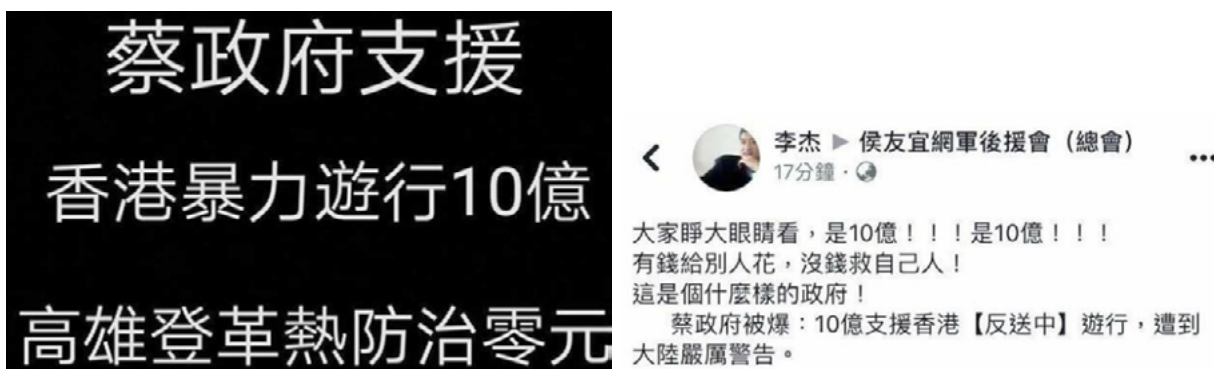 蔡政府支援
香港暴力遊行10億
高雄登革熱防治零元
李杰 ▶ 侯友宜網軍後援會（總會）
17分鐘 ·
大家睜大眼睛看，是10億！！！是10億！！！
有錢給別人花，沒錢救自己人！
這是個什麼樣的政府！
蔡政府被爆：10億支援香港【反送中】遊行，遭到
大陸嚴厲警告。